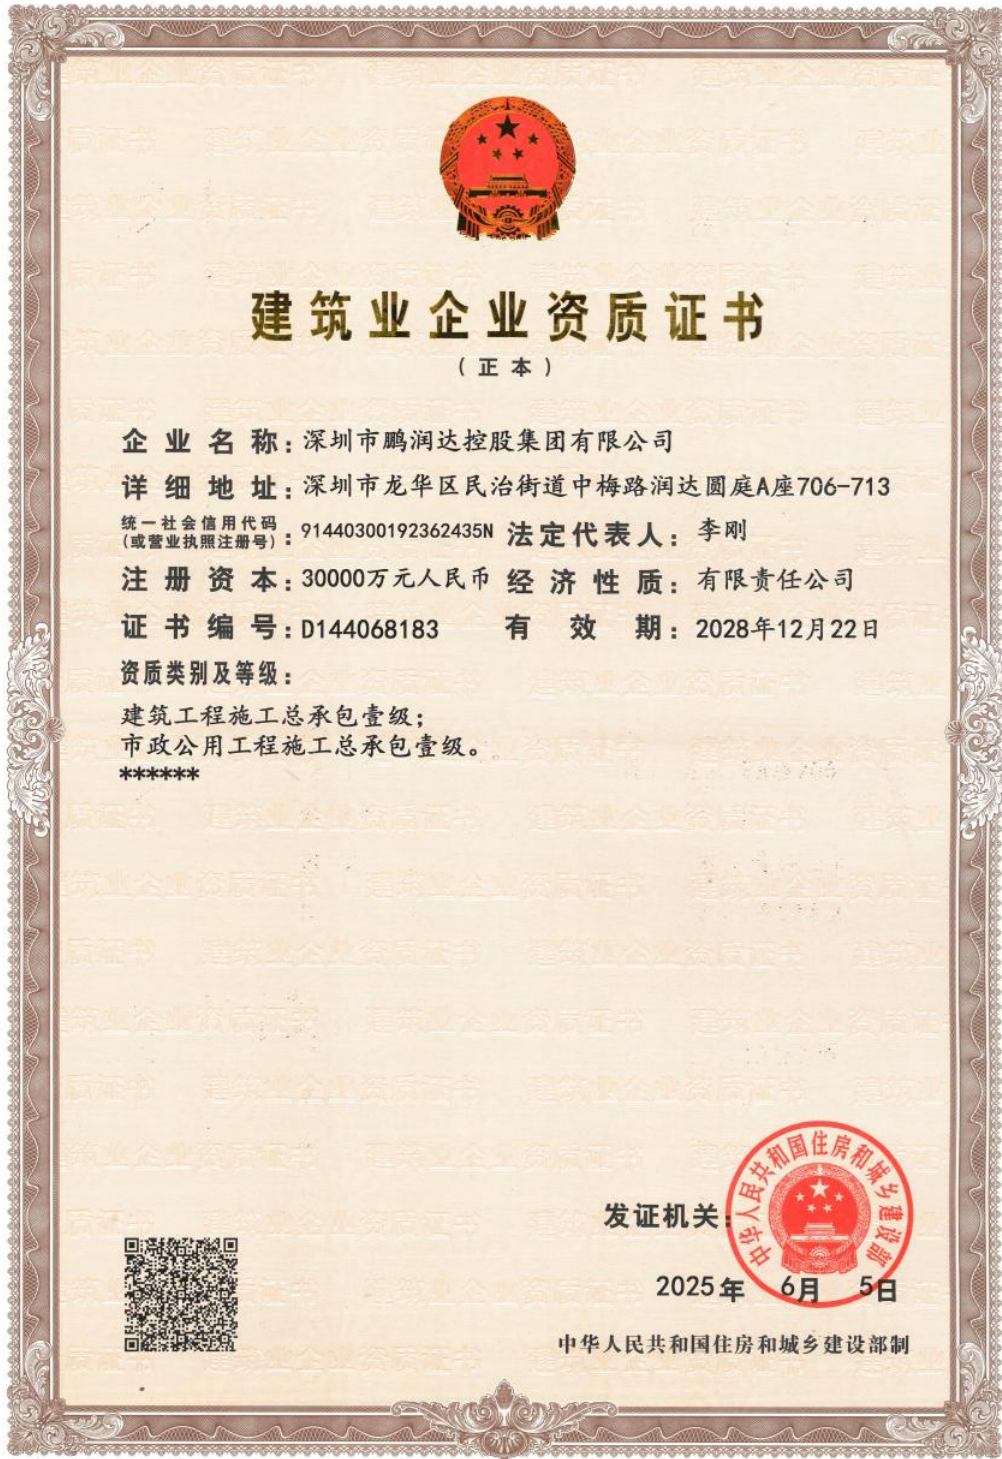 建筑业企业资质证书
（正本）
企业名称：深圳市鹏润达控股集团有限公司
详细地址：深圳市龙华区民治街道中梅路润达圆庭A座706-713
统一社会信用代码
（或营业执照注册号）：91440300192362435N 法定代表人：李刚
注册资本：30000万元人民币 经济性质：有限责任公司
证书编号：D144068183 有效期：2028年12月22日
资质类别及等级：
建筑工程施工总承包壹级；
市政公用工程施工总承包壹级。
******
中华人民共和国住房和城乡建设部
发证机关：
2025年 6月 5日
中华人民共和国住房和城乡建设部制